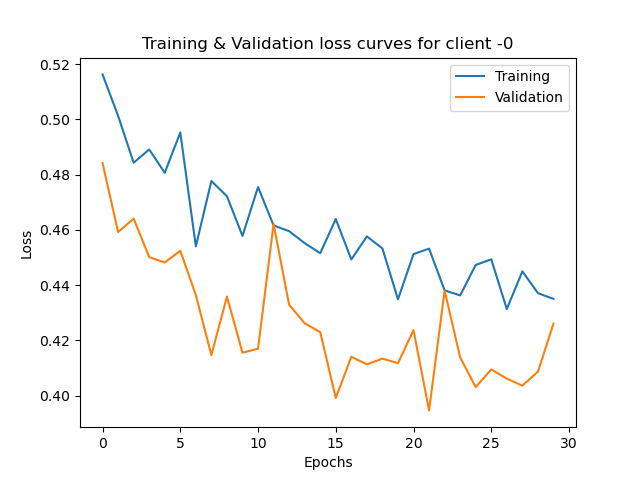 Training & Validation loss curves for client -0
Training
Validation
0.52
0.50
0.48
0.46
0.44
0.42
0.40
Loss
0
5
10
15
20
25
30
Epochs